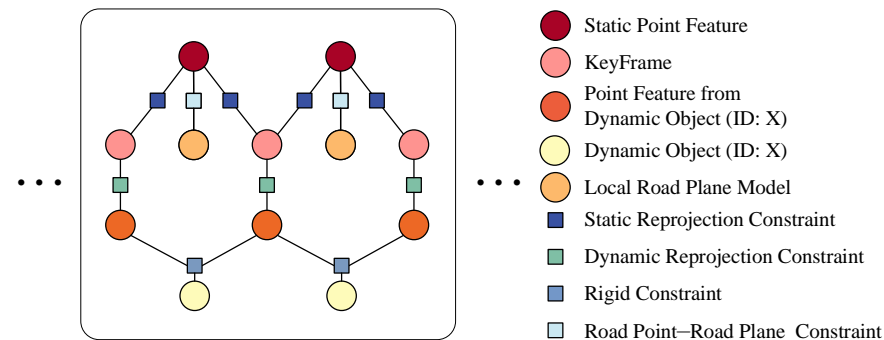 Static Point Feature
KeyFrame
Point Feature from
Dynamic Object (ID: X)
Dynamic Object (ID: X)
Local Road Plane Model
Static Reprojection Constraint
Dynamic Reprojection Constraint
Rigid Constraint
Road Point−Road Plane Constraint